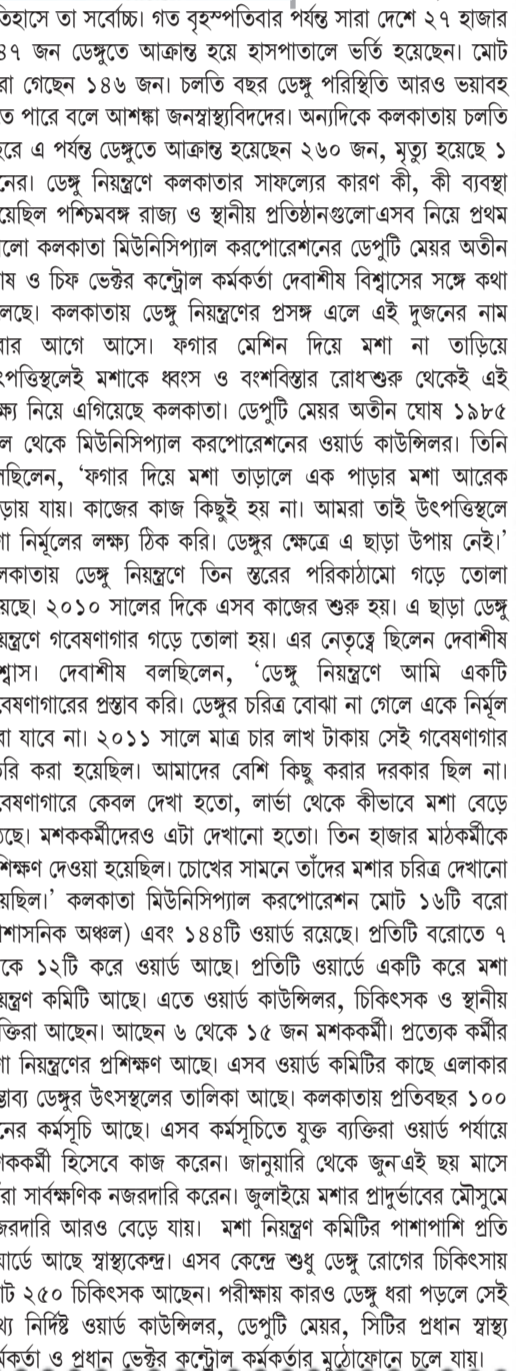 তিহাসে তা সর্বোচ্চ। গত বৃহস্পতিবার পর্যন্ত সারা দেশে ২৭ হাজার
৪৭ জন ডেঙ্গুতে আক্রান্ত হয়ে হাসপাতালে ভর্তি হয়েছেন। মোট
রা গেছেন ১৪৬ জন। চলতি বছর ডেঙ্গু পরিস্থিতি আরও ভয়াবহ
ত পারে বলে আশঙ্কা জনস্বাস্থ্যবিদদের। অন্যদিকে কলকাতায় চলতি
ছরে এ পর্যন্ত ডেঙ্গুতে আক্রান্ত হয়েছেন ২৬০ জন, মৃত্যু হয়েছে ১
নের। ডেঙ্গু নিয়ন্ত্রণে কলকাতার সাফল্যের কারণ কী, কী ব্যবস্থা
য়েছিল পশ্চিমবঙ্গ রাজ্য ও স্থানীয় প্রতিষ্ঠানগুলো এসব নিয়ে প্রথম
লো কলকাতা মিউনিসিপ্যাল করপোরেশনের ডেপুটি মেয়র অতীন
ষ ও চিফ ভেক্টর কন্ট্রোল কর্মকর্তা দেবাশীষ বিশ্বাসের সঙ্গে কথা
লছে। কলকাতায় ডেঙ্গু নিয়ন্ত্রণের প্রসঙ্গ এলে এই দুজনের নাম
বার আগে আসে। ফগার মেশিন দিয়ে মশা না তাড়িয়ে
ৎপত্তিস্থলেই মশাকে ধ্বংস ও বংশবিস্তার রোধশুরু থেকেই এই
ক্ষ্য নিয়ে এগিয়েছে কলকাতা। ডেপুটি মেয়র অতীন ঘোষ ১৯৮৫
ল থেকে মিউনিসিপ্যাল করপোরেশনের ওয়ার্ড কাউন্সিলর। তিনি
লছিলেন, ‘ফগার দিয়ে মশা তাড়ালে এক পাড়ার মশা আরেক
ড়ায় যায়। কাজের কাজ কিছুই হয় না। আমরা তাই উৎপত্তিস্থলে
শা নির্মূলের লক্ষ্য ঠিক করি। ডেঙ্গুর ক্ষেত্রে এ ছাড়া উপায় নেই।’
লকাতায় ডেঙ্গু নিয়ন্ত্রণে তিন স্তরের পরিকাঠামো গড়ে তোলা
য়েছে। ২০১০ সালের দিকে এসব কাজের শুরু হয়। এ ছাড়া ডেঙ্গু
য়ন্ত্রণে গবেষণাগার গড়ে তোলা হয়। এর নেতৃত্বে ছিলেন দেবাশীষ
শ্বাস। দেবাশীষ বলছিলেন, ‘ডেঙ্গু নিয়ন্ত্রণে আমি একটি
বেষণাগারের প্রস্তাব করি। ডেঙ্গুর চরিত্র বোঝা না গেলে একে নির্মূল
রা যাবে না। ২০১১ সালে মাত্র চার লাখ টাকায় সেই গবেষণাগার
রি করা হয়েছিল। আমাদের বেশি কিছু করার দরকার ছিল না।
বেষণাগারে কেবল দেখা হতো, লার্ভা থেকে কীভাবে মশা বেড়ে
ঠছে। মশককর্মীদেরও এটা দেখানো হতো। তিন হাজার মাঠকর্মীকে
শিক্ষণ দেওয়া হয়েছিল। চোখের সামনে তাঁদের মশার চরিত্র দেখানো
য়েছিল।’ কলকাতা মিউনিসিপ্যাল করপোরেশন মোট ১৬টি বরো
শাসনিক অঞ্চল) এবং ১৪৪টি ওয়ার্ড রয়েছে। প্রতিটি বরোতে ৭
কে ১২টি করে ওয়ার্ড আছে। প্রতিটি ওয়ার্ডে একটি করে মশা
য়ন্ত্রণ কমিটি আছে। এতে ওয়ার্ড কাউন্সিলর, চিকিৎসক ও স্থানীয়
ক্তিরা আছেন। আছেন ৬ থেকে ১৫ জন মশককর্মী। প্রত্যেক কর্মীর
শা নিয়ন্ত্রণের প্রশিক্ষণ আছে। এসব ওয়ার্ড কমিটির কাছে এলাকার
ম্ভাব্য ডেঙ্গুর উৎসস্থলের তালিকা আছে। কলকাতায় প্রতিবছর ১০০
নের কর্মসূচি আছে। এসব কর্মসূচিতে যুক্ত ব্যক্তিরা ওয়ার্ড পর্যায়ে
শককর্মী হিসেবে কাজ করেন। জানুয়ারি থেকে জুনএই ছয় মাসে
ঁরা সার্বক্ষণিক নজরদারি করেন। জুলাইয়ে মশার প্রাদুর্ভাবের মৌসুমে
জরদারি আরও বেড়ে যায়। মশা নিয়ন্ত্রণ কমিটির পাশাপাশি প্রতি
য়ার্ডে আছে স্বাস্থ্যকেন্দ্র। এসব কেন্দ্রে শুধু ডেঙ্গু রোগের চিকিৎসায়
াট ২৫০ চিকিৎসক আছেন। পরীক্ষায় কারও ডেঙ্গু ধরা পড়লে সেই
থ্য নির্দিষ্ট ওয়ার্ড কাউন্সিলর, ডেপুটি মেয়র, সিটির প্রধান স্বাস্থ্য
র্মকর্তা ও প্রধান ভেক্টর কন্ট্রোল কর্মকর্তার মুঠোফোনে চলে যায়।